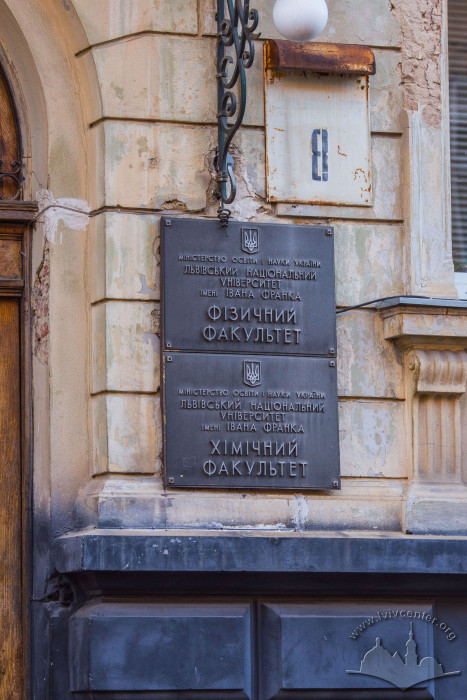 8
МІНІСТЕРСТВО ОСВІТИ І НАУКИ УКРАЇНИ
ЛЬВІВСЬКИЙ НАЦІОНАЛЬНИЙ
УНІВЕРСИТЕТ
ІМЕНІ ІВАНА ФРАНКА
ФІЗИЧНИЙ
ФАКУЛЬТЕТ
МІНІСТЕРСТВО ОСВІТИ І НАУКИ УКРАЇНИ
ЛЬВІВСЬКИЙ НАЦІОНАЛЬНИЙ
УНІВЕРСИТЕТ
ІМЕНІ ІВАНА ФРАНКА
ХІМІЧНИЙ
ФАКУЛЬТЕТ
www.lvivcenter.org